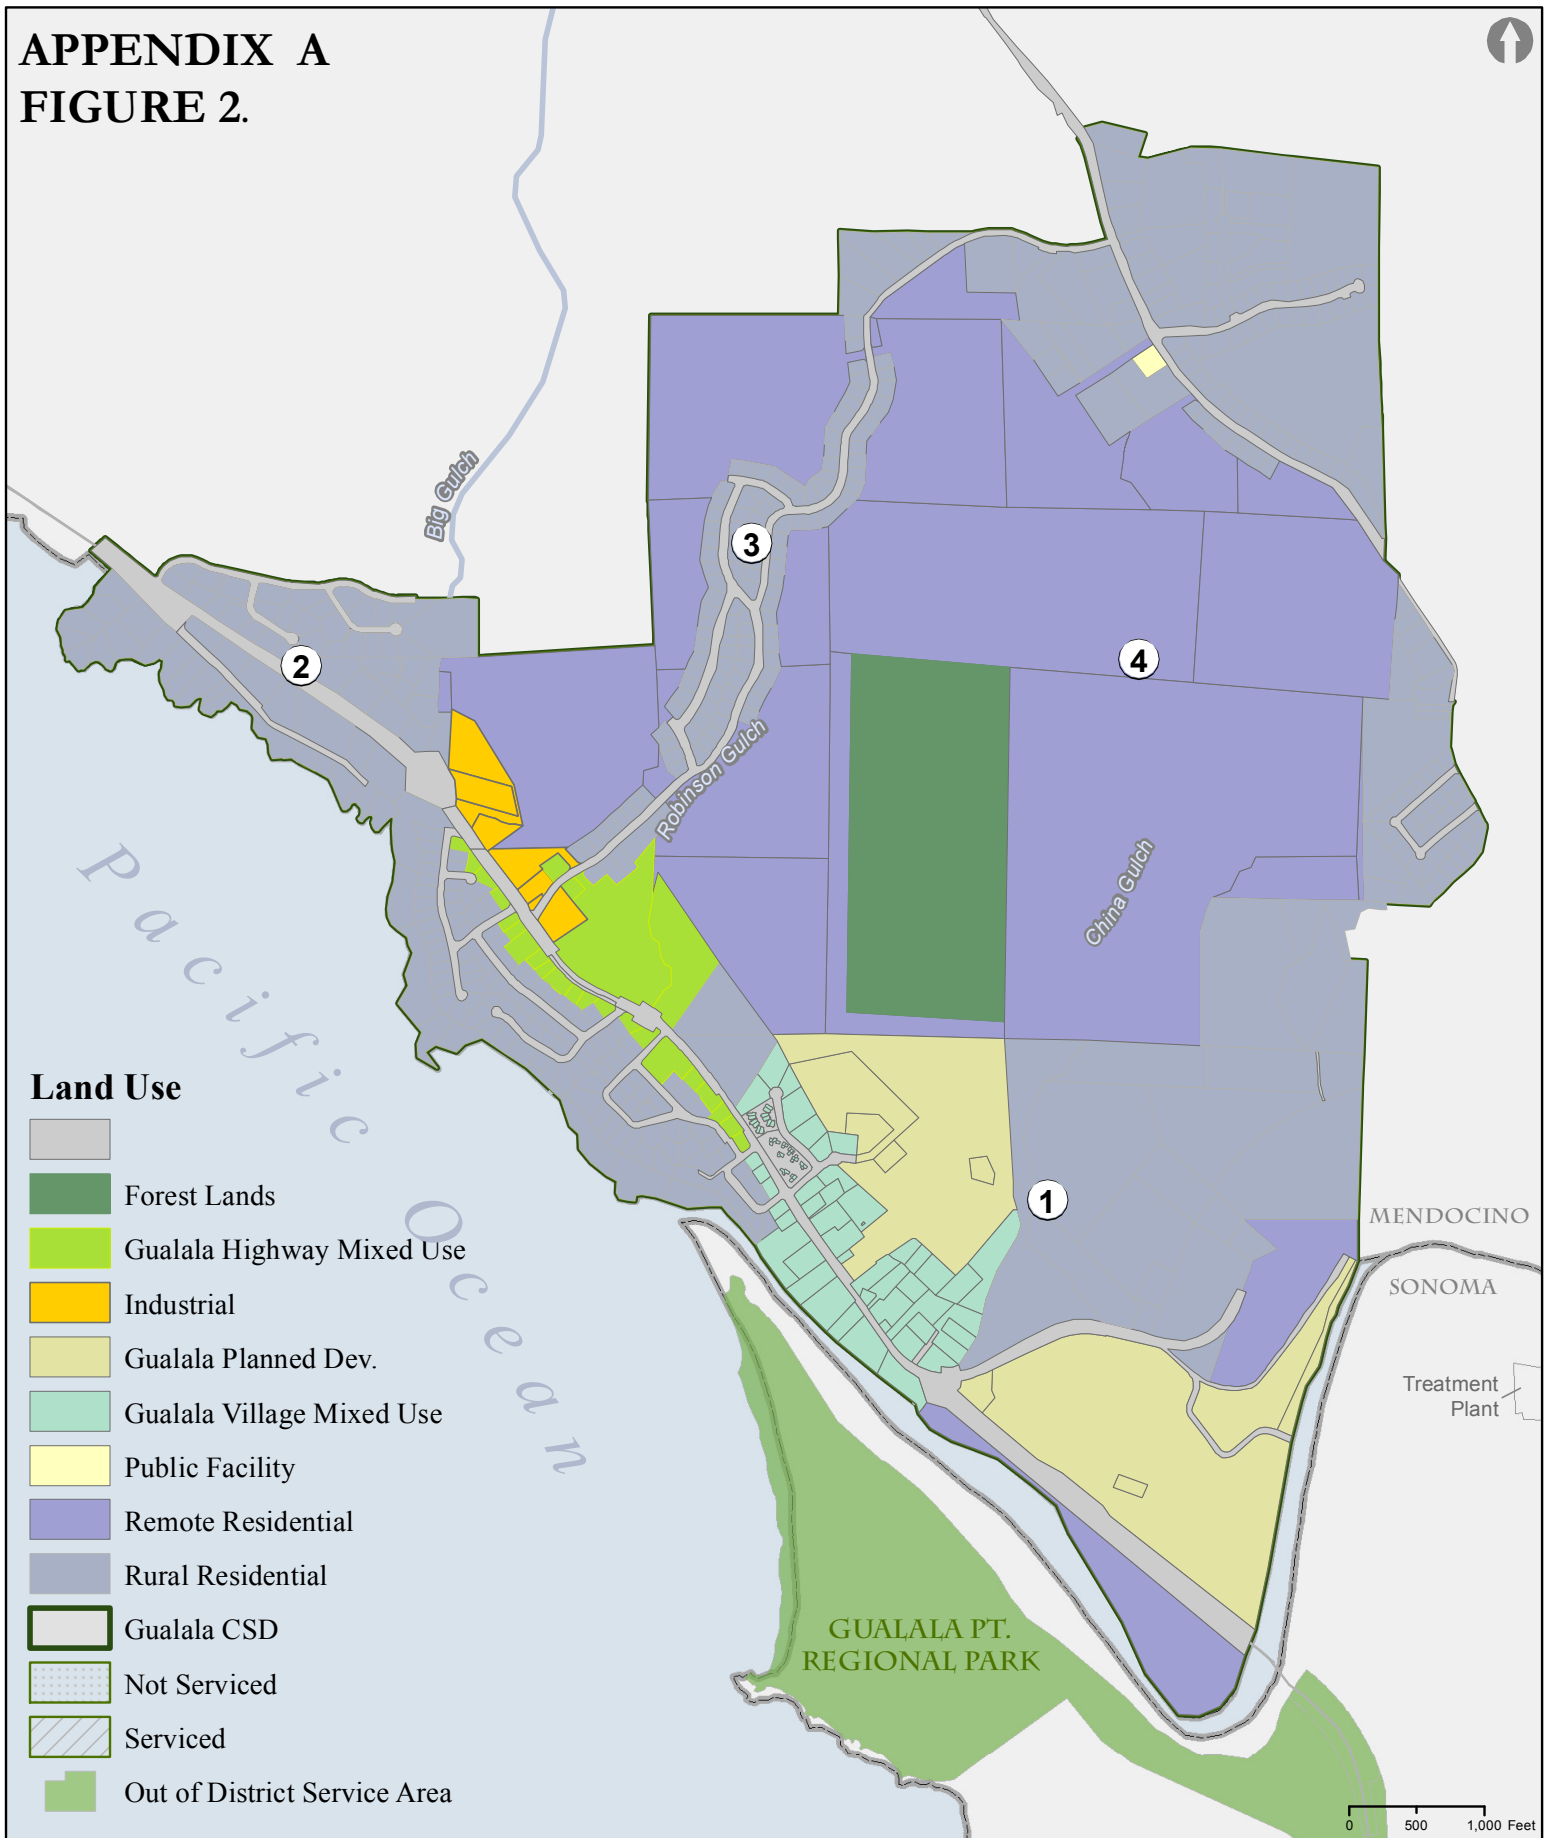 APPENDIX A
FIGURE 2.
Big Gulch
3
2
4
Robinson Gulch
China Gulch
Pacific Ocean
1
MENDOCINO
SONOMA
Treatment
Plant
GUALALA PT.
REGIONAL PARK
Land Use
Forest Lands
Gualala Highway Mixed Use
Industrial
Gualala Planned Dev.
Gualala Village Mixed Use
Public Facility
Remote Residential
Rural Residential
Gualala CSD
Not Serviced
Serviced
Out of District Service Area
0 500 1,000 Feet